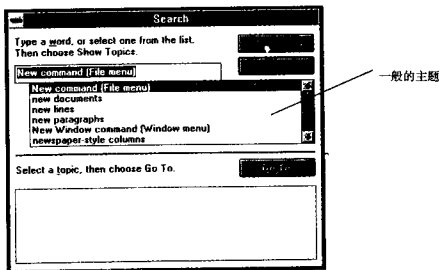 Search
Type a word, or select one from the list.
Then choose Show Topics.
New command (File menu)
New command (File menu)
new documents
new lines
new paragraphs
New Window command (Window menu)
newspaper-style columns
一般的主题
Select a topic, then choose Go To.
Go To